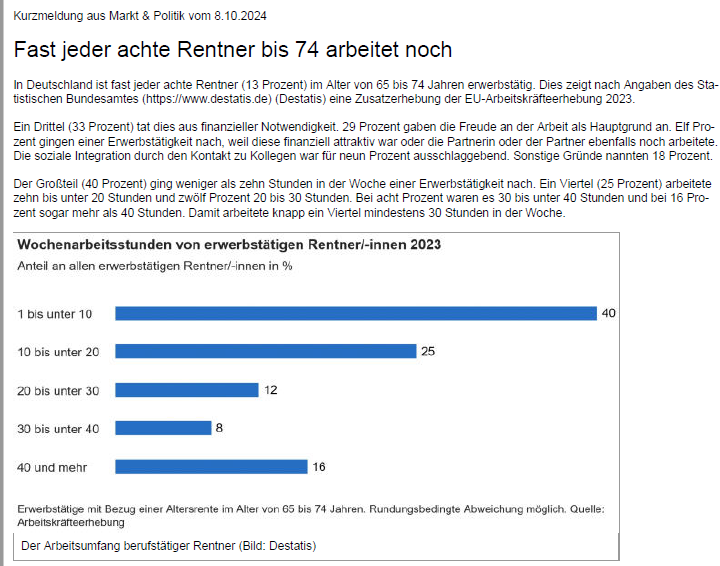 Kurzmeldung aus Markt & Politik vom 8.10.2024
Fast jeder achte Rentner bis 74 arbeitet noch
In Deutschland ist fast jeder achte Rentner (13 Prozent) im Alter von 65 bis 74 Jahren erwerbstätig. Dies zeigt nach Angaben des Sta-
tistischen Bundesamtes (https://www.destatis.de) (Destatis) eine Zusatzerhebung der EU-Arbeitskräfteerhebung 2023.
Ein Drittel (33 Prozent) tat dies aus finanzieller Notwendigkeit. 29 Prozent gaben die Freude an der Arbeit als Hauptgrund an. Elf Pro-
zent gingen einer Erwerbstätigkeit nach, weil diese finanziell attraktiv war oder die Partnerin oder der Partner ebenfalls noch arbeitete.
Die soziale Integration durch den Kontakt zu Kollegen war für neun Prozent ausschlaggebend. Sonstige Gründe nannten 18 Prozent.
Der Großteil (40 Prozent) ging weniger als zehn Stunden in der Woche einer Erwerbstätigkeit nach. Ein Viertel (25 Prozent) arbeitete
zehn bis unter 20 Stunden und zwölf Prozent 20 bis 30 Stunden. Bei acht Prozent waren es 30 bis unter 40 Stunden und bei 16 Pro-
zent sogar mehr als 40 Stunden. Damit arbeitete knapp ein Viertel mindestens 30 Stunden in der Woche.
Wochenarbeitsstunden von erwerbstätigen Rentner/-innen 2023
Anteil an allen erwerbstätigen Rentner/-innen in %
1 bis unter 10 40
10 bis unter 20 25
20 bis unter 30 12
30 bis unter 40 8
40 und mehr 16
Erwerbstätige mit Bezug einer Altersrente im Alter von 65 bis 74 Jahren. Rundungsbedingte Abweichung möglich. Quelle:
Arbeitskräfteerhebung
Der Arbeitsumfang berufstätiger Rentner (Bild: Destatis)